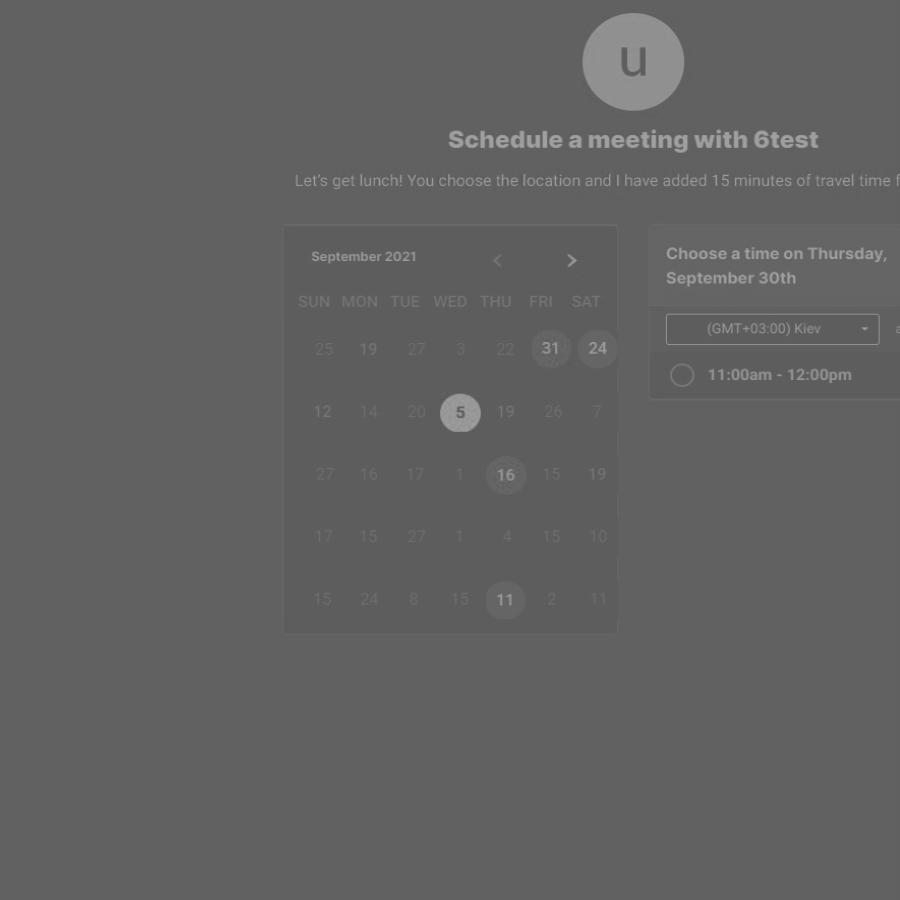 u
Schedule a meeting with 6test
Let's get lunch! You choose the location and I have added 15 minutes of travel time
September 2021
SUN MON TUE WED THU FRI SAT
25 19 27 3 22 31 24
12 14 20 5 19 26 7
27 16 17 1 16 15 19
17 15 27 1 4 15 10
15 24 8 15 11 2 11
Choose a time on Thursday,
September 30th
(GMT+03:00) Kiev
11:00am - 12:00pm